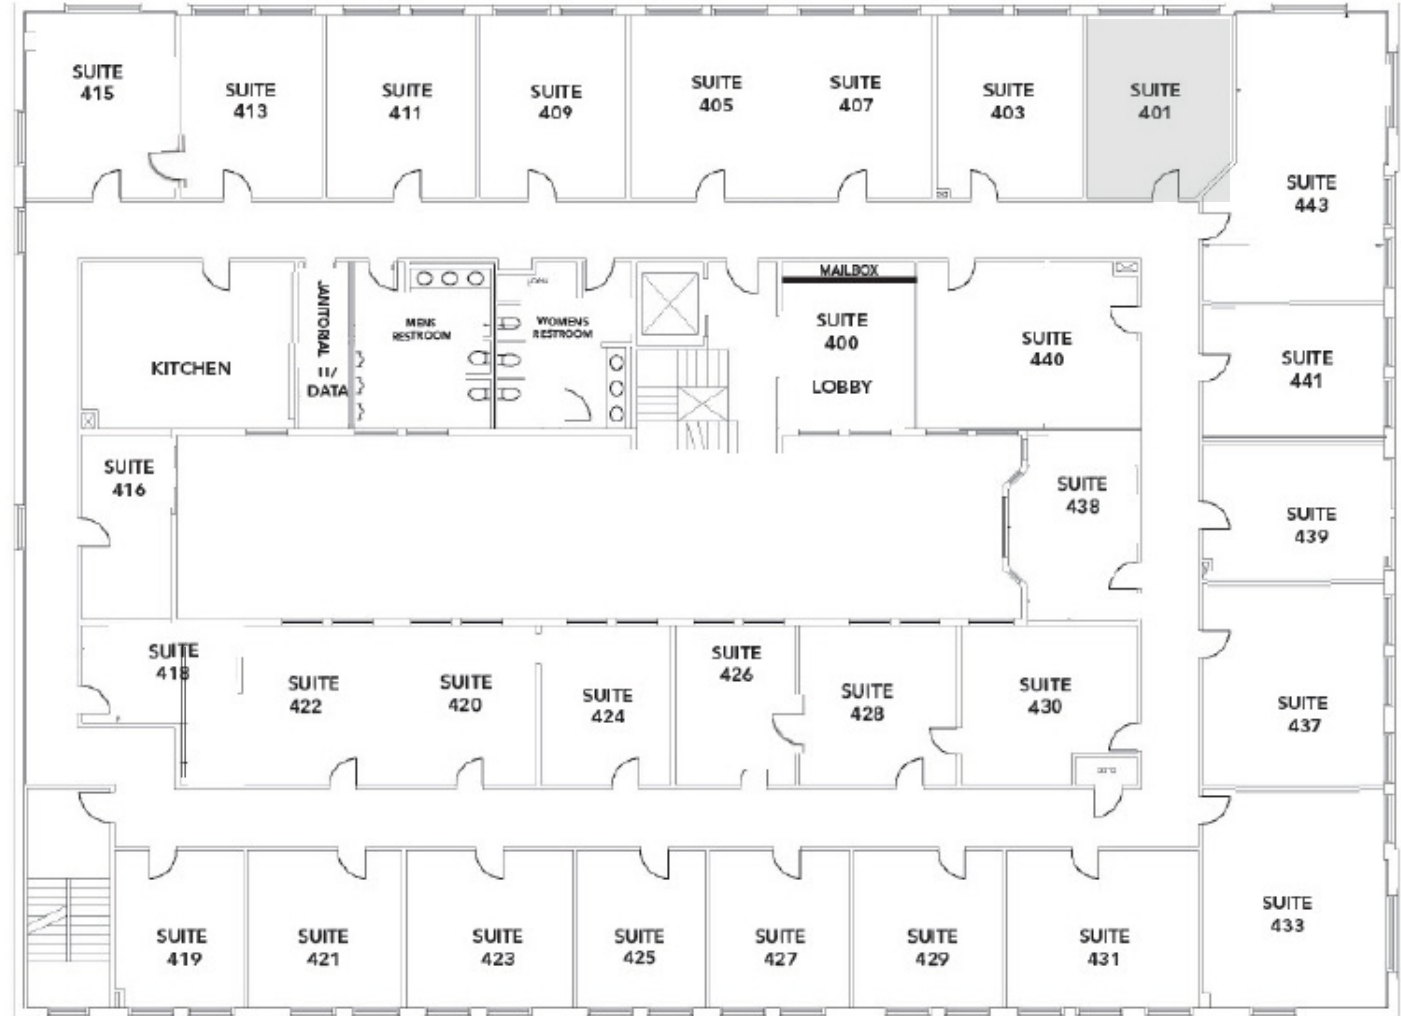 SUITE
415
SUITE
413
SUITE
411
SUITE
409
SUITE
405
SUITE
407
SUITE
403
SUITE
401
SUITE
443
KITCHEN
JANITORIAL
DATA
MENS
RESTROOM
WOMENS
RESTROOM
MAILBOX
SUITE
400
LOBBY
SUITE
440
SUITE
441
SUITE
416
SUITE
438
SUITE
439
SUITE
418
SUITE
422
SUITE
420
SUITE
424
SUITE
426
SUITE
428
SUITE
430
SUITE
437
SUITE
419
SUITE
421
SUITE
423
SUITE
425
SUITE
427
SUITE
429
SUITE
431
SUITE
433